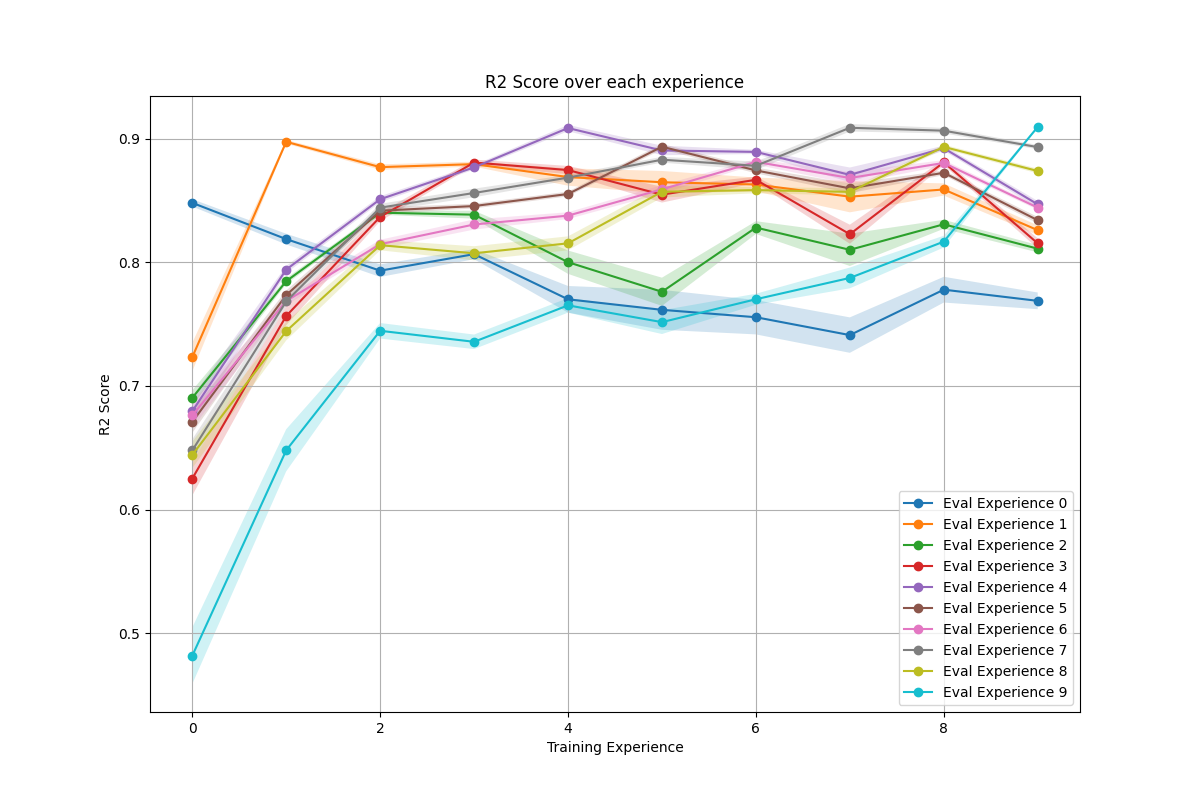 R2 Score over each experience
R2 Score
0.9
0.8
0.7
0.6
0.5
0 2 4 6 8
Training Experience
Eval Experience 0
Eval Experience 1
Eval Experience 2
Eval Experience 3
Eval Experience 4
Eval Experience 5
Eval Experience 6
Eval Experience 7
Eval Experience 8
Eval Experience 9